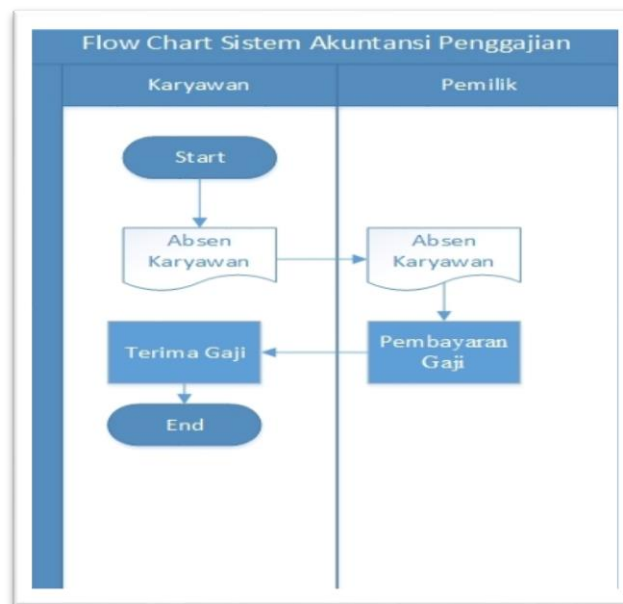 Flow Chart Sistem Akuntansi Penggajian
Karyawan
Pemilik
Start
Absen
Karyawan
Absen
Karyawan
Terima Gaji
Pembayaran
Gaji
End